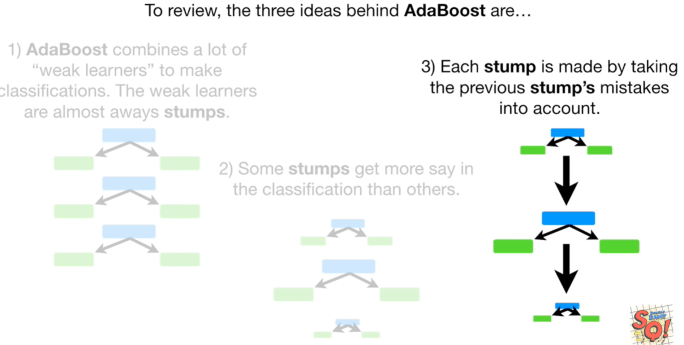 To review, the three ideas behind AdaBoost are…
1) AdaBoost combines a lot of
“weak learners” to make
classifications. The weak learners
are almost aways stumps.
2) Some stumps get more say in
the classification than others.
3) Each stump is made by taking
the previous stump’s mistakes
into account.
SQ!